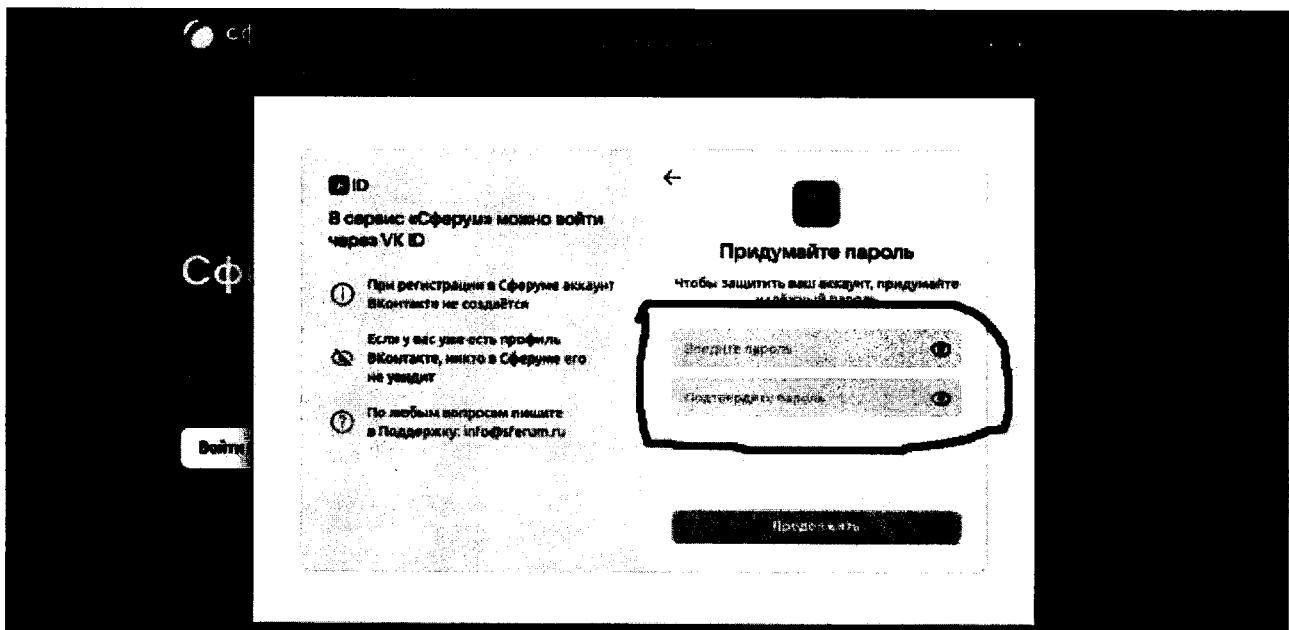 Сф
ID
В сервис «Сферум» можно войти
через VK ID
При регистрации в Сферуме аккаунт
ВКонтакте не создаётся
Если у вас уже есть профиль
ВКонтакте, никто в Сферуме его
не увидит
По любым вопросам пишите
в Поддержку: info@sferum.ru
Войти
Придумайте пароль
Чтобы защитить ваш аккаунт, придумайте
надёжный пароль
Введите пароль
Подтвердите пароль
Продолжить